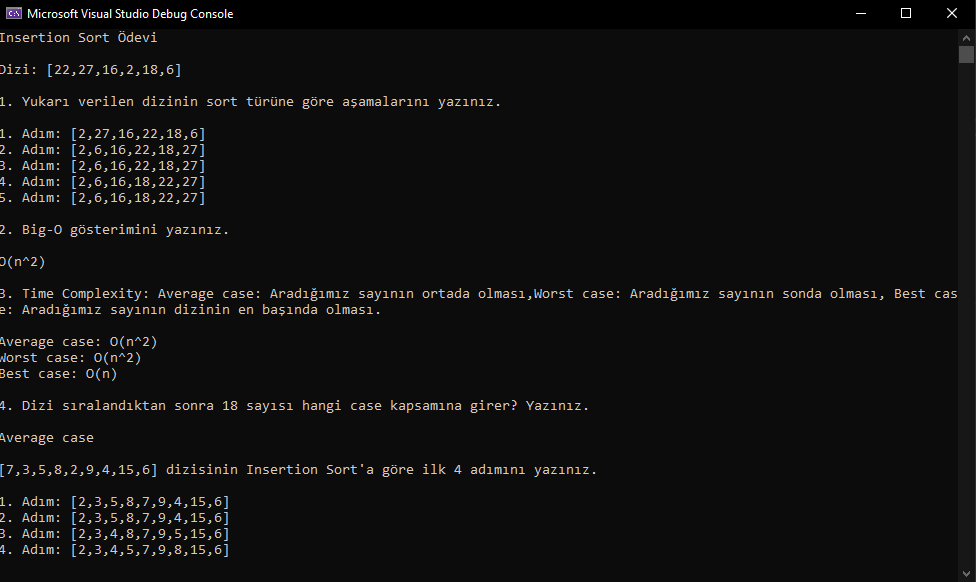 Microsoft Visual Studio Debug Console
Insertion Sort Ödevi
Dizi: [22,27,16,2,18,6]
1. Yukarı verilen dizinin sort türüne göre aşamalarını yazınız.
1. Adım: [2,27,16,22,18,6]
2. Adım: [2,6,16,22,18,27]
3. Adım: [2,6,16,22,18,27]
4. Adım: [2,6,16,18,22,27]
5. Adım: [2,6,16,18,22,27]
2. Big-O gösterimini yazınız.
O(n^2)
3. Time Complexity: Average case: Aradığımız sayının ortada olması,Worst case: Aradığımız sayının sonda olması, Best cas
e: Aradığımız sayının dizinin en başında olması.
Average case: O(n^2)
Worst case: O(n^2)
Best case: O(n)
4. Dizi sıralandıktan sonra 18 sayısı hangi case kapsamına girer? Yazınız.
Average case
[7,3,5,8,2,9,4,15,6] dizisinin Insertion Sort'a göre ilk 4 adımını yazınız.
1. Adım: [2,3,5,8,7,9,4,15,6]
2. Adım: [2,3,5,8,7,9,4,15,6]
3. Adım: [2,3,4,8,7,9,5,15,6]
4. Adım: [2,3,4,5,7,9,8,15,6]